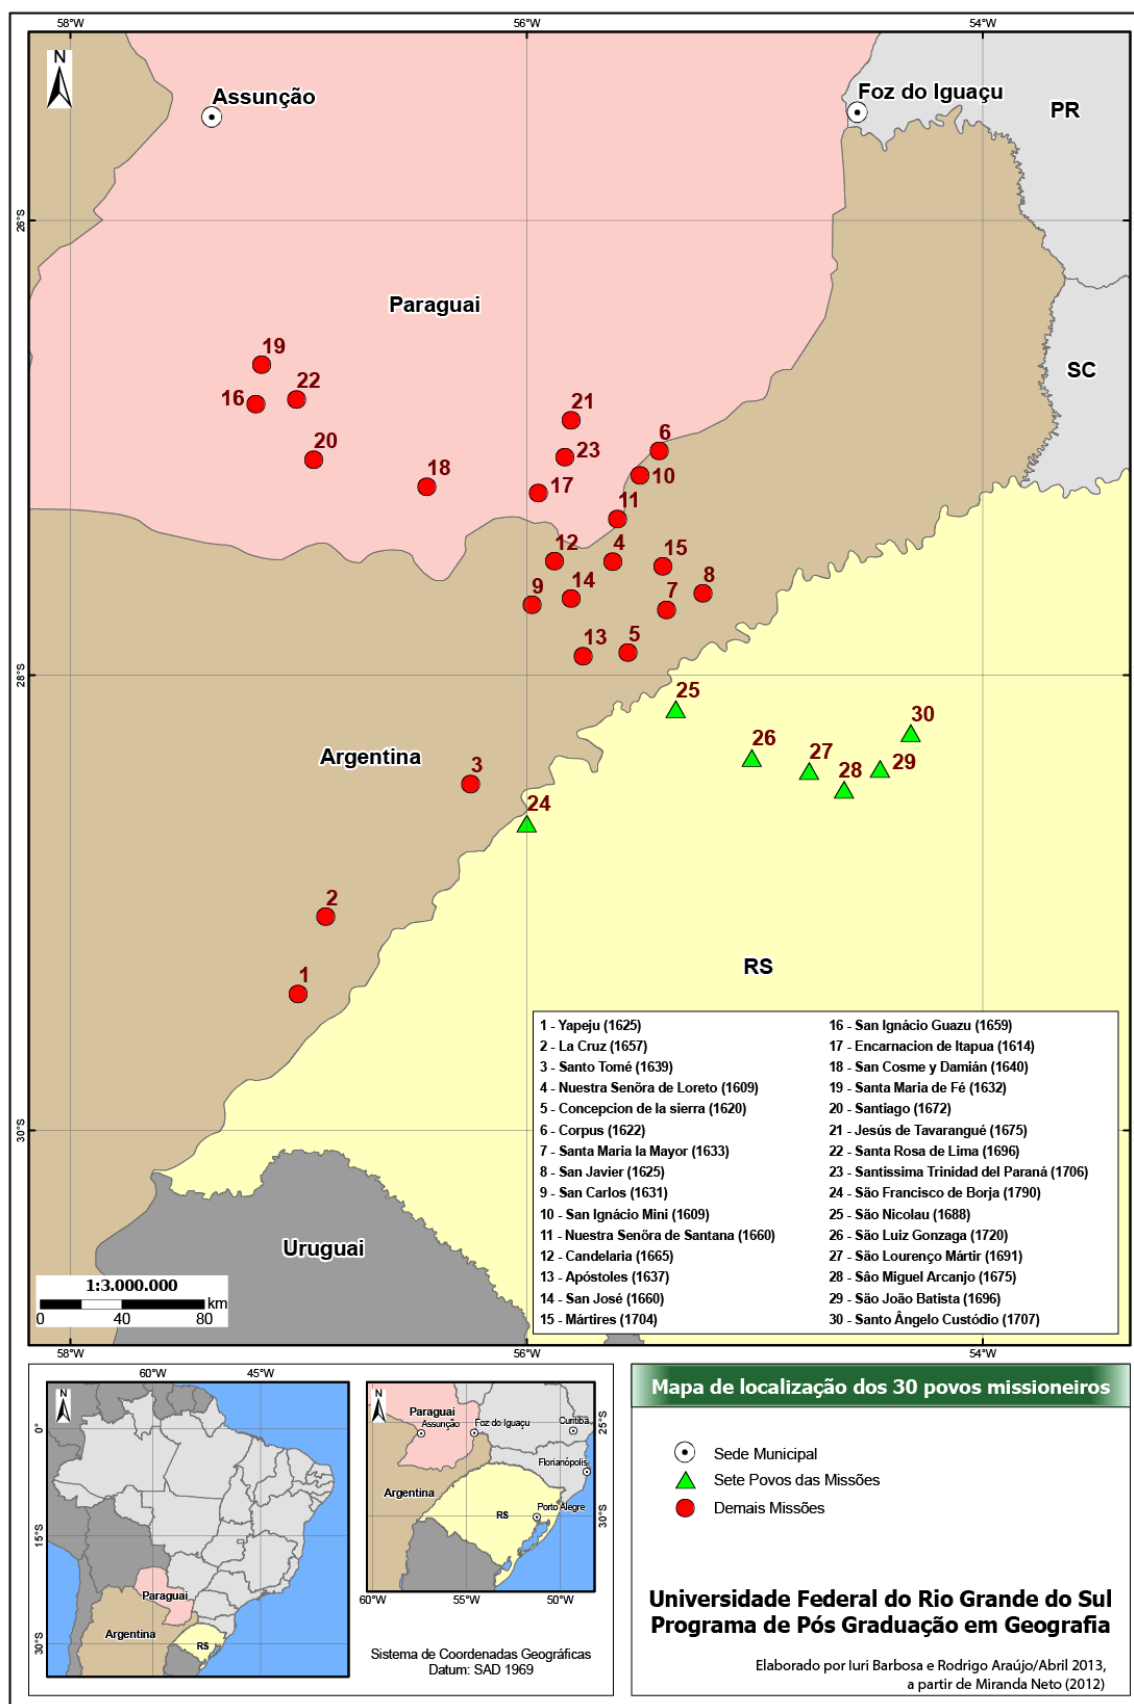 58°W 56°W 54°W
N
Assunção
Foz do Iguaçu
PR
26°S
Paraguai
SC
19
22
16
20
18
21
23
17
6
10
11
12
4
15
14
9
7
8
13
5
28°S
25
26
27
28
29
30
Argentina
3
24
2
1
RS
30°S
Uruguai
1:3.000.000
0 40 80 km
1 - Yapeju (1625)
2 - La Cruz (1657)
3 - Santo Tomé (1639)
4 - Nuestra Senõra de Loreto (1609)
5 - Concepcion de la sierra (1620)
6 - Corpus (1622)
7 - Santa Maria la Mayor (1633)
8 - San Javier (1625)
9 - San Carlos (1631)
10 - San Ignácio Mini (1609)
11 - Nuestra Senõra de Santana (1660)
12 - Candelaria (1665)
13 - Apóstoles (1637)
14 - San José (1660)
15 - Mártires (1704)
16 - San Ignácio Guazu (1659)
17 - Encarnacion de Itapua (1614)
18 - San Cosme y Damián (1640)
19 - Santa Maria de Fé (1632)
20 - Santiago (1672)
21 - Jesús de Tavarangué (1675)
22 - Santa Rosa de Lima (1696)
23 - Santissima Trinidad del Paraná (1706)
24 - São Francisco de Borja (1790)
25 - São Nicolau (1688)
26 - São Luiz Gonzaga (1720)
27 - São Lourenço Mártir (1691)
28 - Sâo Miguel Arcanjo (1675)
29 - São João Batista (1696)
30 - Santo Ângelo Custódio (1707)
58°W 56°W 54°W
60°W 45°W
N
0°
15°S
30°S
Paraguai
Argentina
RS
N
Paraguai
Assunção
Foz do Iguaçu
Curitiba
25°S
Florianópolis
Argentina
RS
Porto Alegre
30°S
60°W 55°W 50°W
Sistema de Coordenadas Geográficas
Datum: SAD 1969
Mapa de localização dos 30 povos missioneiros
Sede Municipal
Sete Povos das Missões
Demais Missões
Universidade Federal do Rio Grande do Sul
Programa de Pós Graduação em Geografia
Elaborado por Iuri Barbosa e Rodrigo Araújo/Abril 2013,
a partir de Miranda Neto (2012)